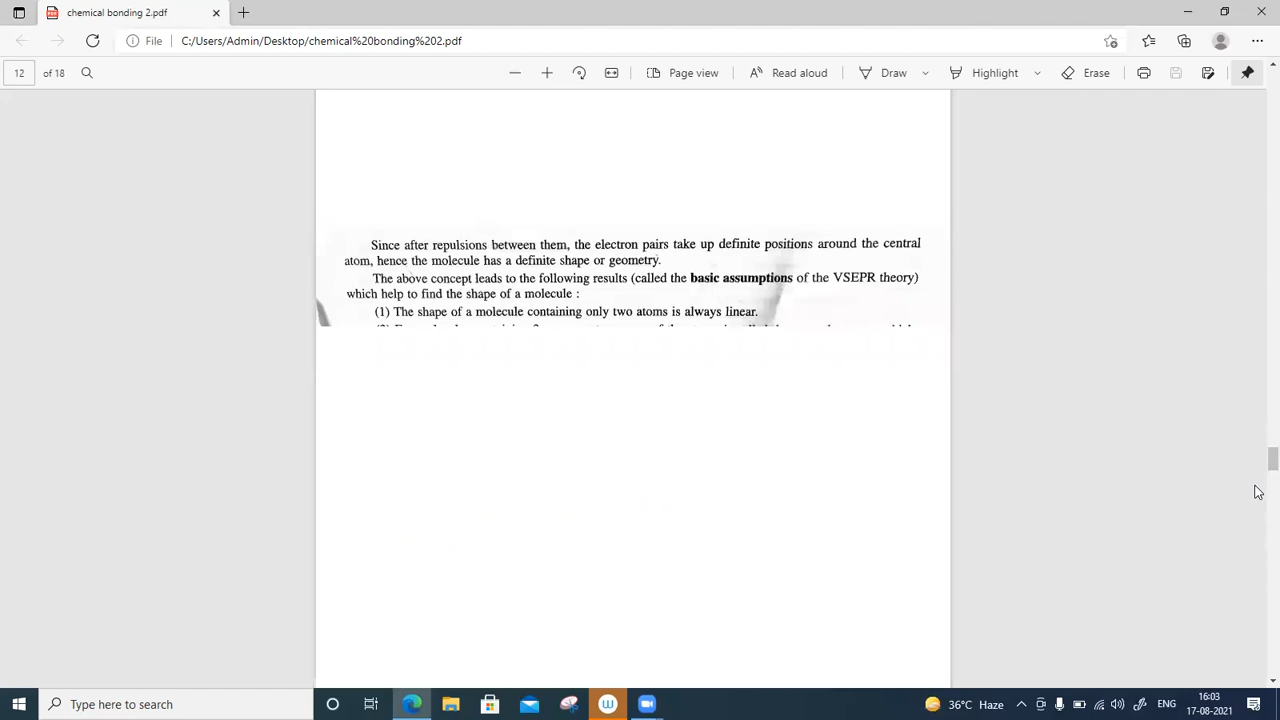 chemical bonding 2.pdf
File C:/Users/Admin/Desktop/chemical%20bonding%202.pdf
12 of 18 Page view Read aloud Draw Highlight Erase
Since after repulsions between them, the electron pairs take up definite positions around the central
atom, hence the molecule has a definite shape or geometry.
The above concept leads to the following results (called the basic assumptions of the VSEPR theory)
which help to find the shape of a molecule :
(1) The shape of a molecule containing only two atoms is always linear.
Type here to search
36°C Haze
ENG
16:03
17-08-2021